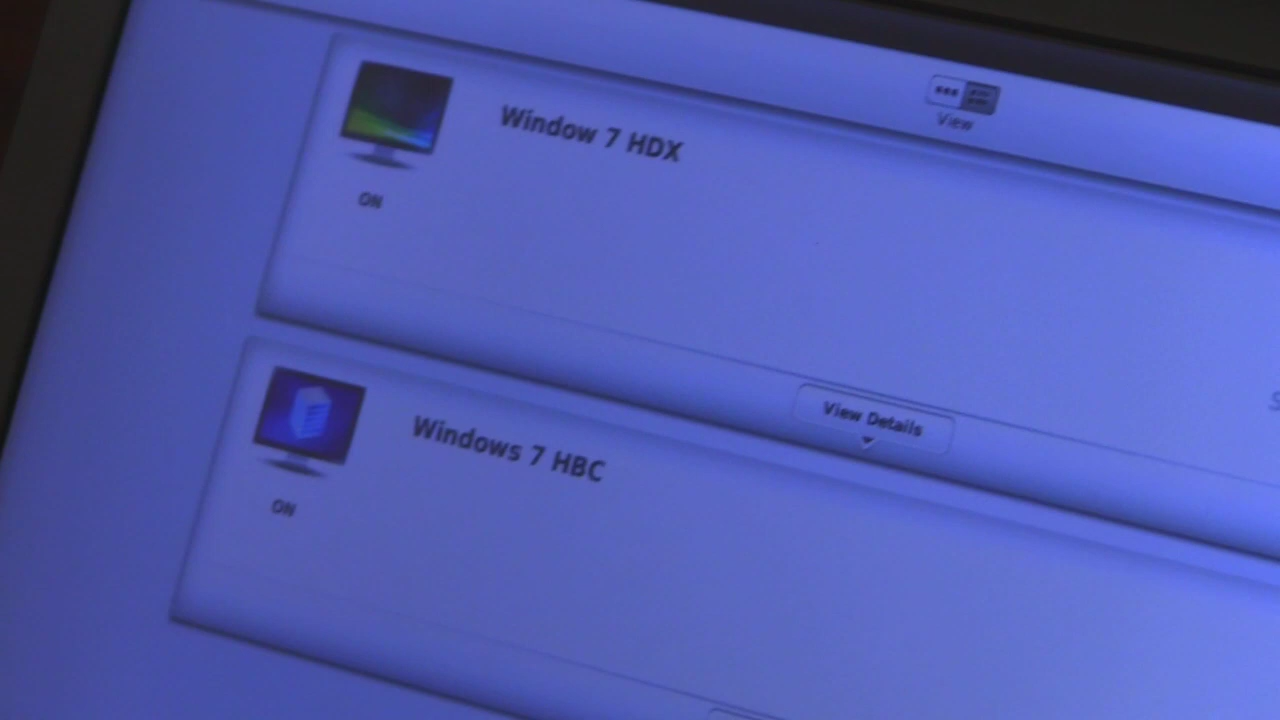 View
Window 7 HDX
ON
View Details
Windows 7 HBC
ON